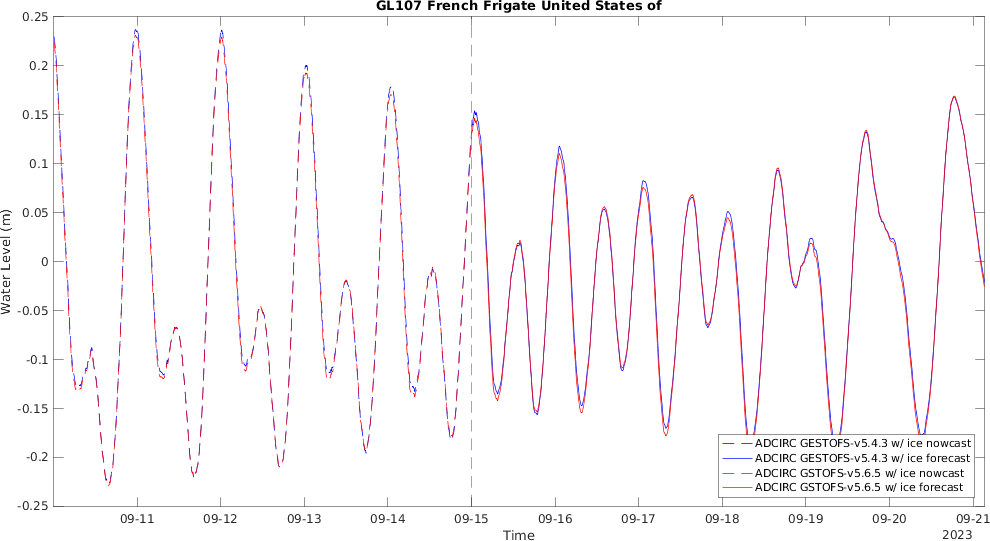 GL107 French Frigate United States of
0.25
0.2
0.15
0.1
0.05
0
-0.05
-0.1
-0.15
-0.2
-0.25
Water Level (m)
09-11 09-12 09-13 09-14 09-15 09-16 09-17 09-18 09-19 09-20 09-21
Time
2023
ADCIRC GESTOFS-v5.4.3 w/ ice nowcast
ADCIRC GESTOFS-v5.4.3 w/ ice forecast
ADCIRC GSTOFS-v5.6.5 w/ ice nowcast
ADCIRC GSTOFS-v5.6.5 w/ ice forecast